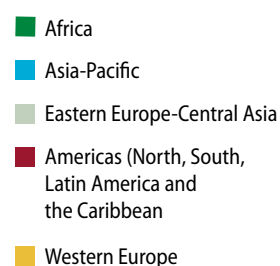 Africa
Asia-Pacific
Eastern Europe-Central Asia
Americas (North, South,
Latin America and
the Caribbean
Western Europe